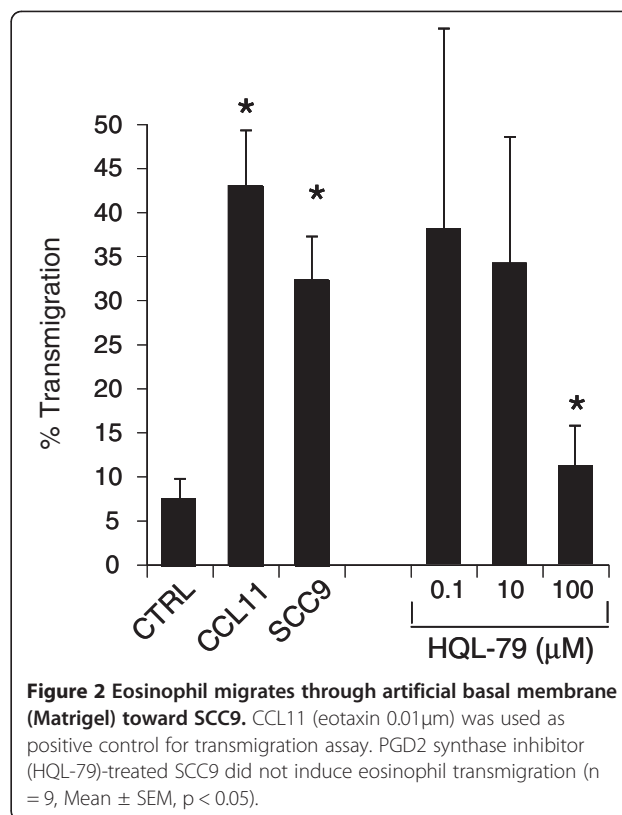 50
45
40
35
30
25
20
15
10
5
0
% Transmigration
*
*
*
CTRL
CCL11
SCC9
0.1 10 100
HQL-79 (μM)
Figure 2 Eosinophil migrates through artificial basal membrane
(Matrigel) toward SCC9. CCL11 (eotaxin 0.01μm) was used as
positive control for transmigration assay. PGD2 synthase inhibitor
(HQL-79)-treated SCC9 did not induce eosinophil transmigration (n
= 9, Mean ± SEM, p < 0.05).